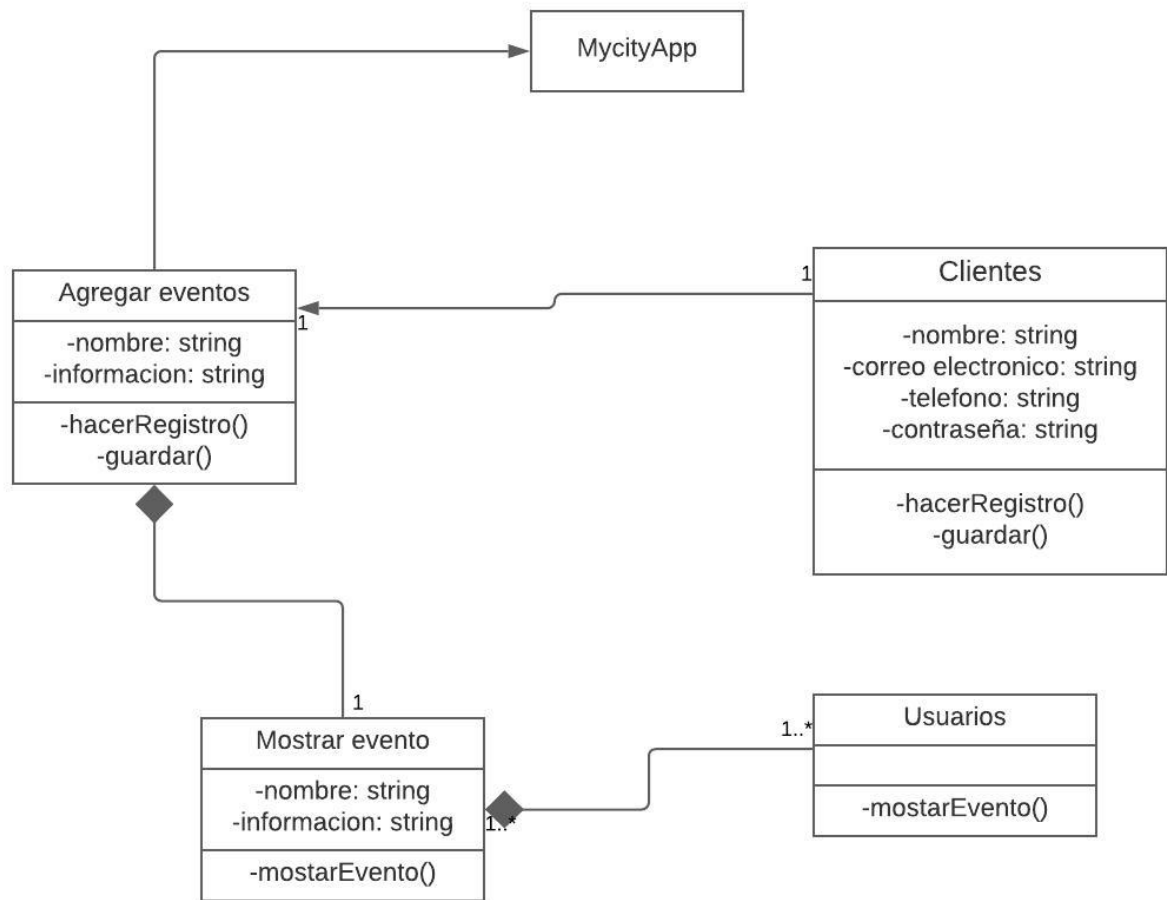 MycityApp
Agregar eventos
-nombre: string
-informacion: string
-hacerRegistro()
-guardar()
1
1
Clientes
-nombre: string
-correo electronico: string
-telefono: string
-contraseña: string
-hacerRegistro()
-guardar()
1
Mostrar evento
-nombre: string
-informacion: string
-mostarEvento()
1..*
1..*
Usuarios
-mostarEvento()